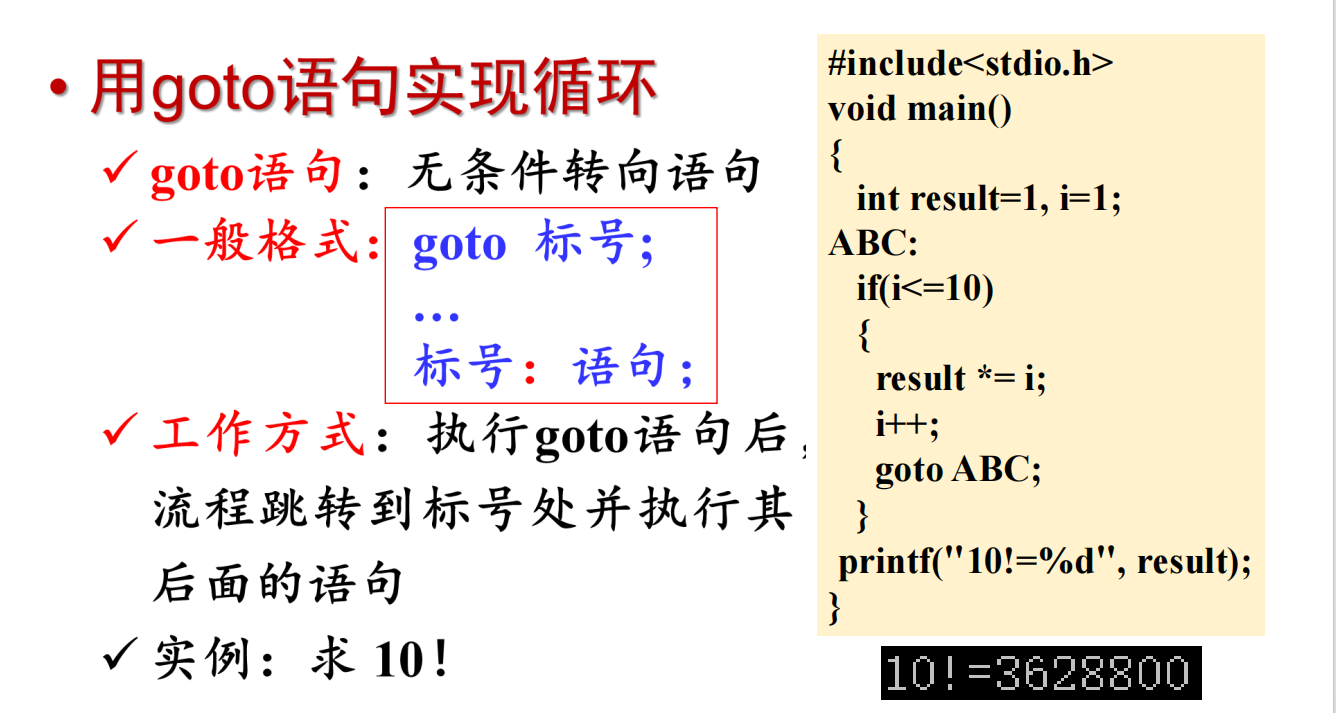 • 用goto语句实现循环
✓ goto语句：无条件转向语句
✓ 一般格式：goto 标号;
…
标号：语句；
✓ 工作方式：执行goto语句后，
流程跳转到标号处并执行其
后面的语句
✓ 实例：求 10！
#include<stdio.h>
void main()
{
int result=1, i=1;
ABC:
if(i<=10)
{
result *= i;
i++;
goto ABC;
}
printf("10!=%d", result);
}
10!=3628800